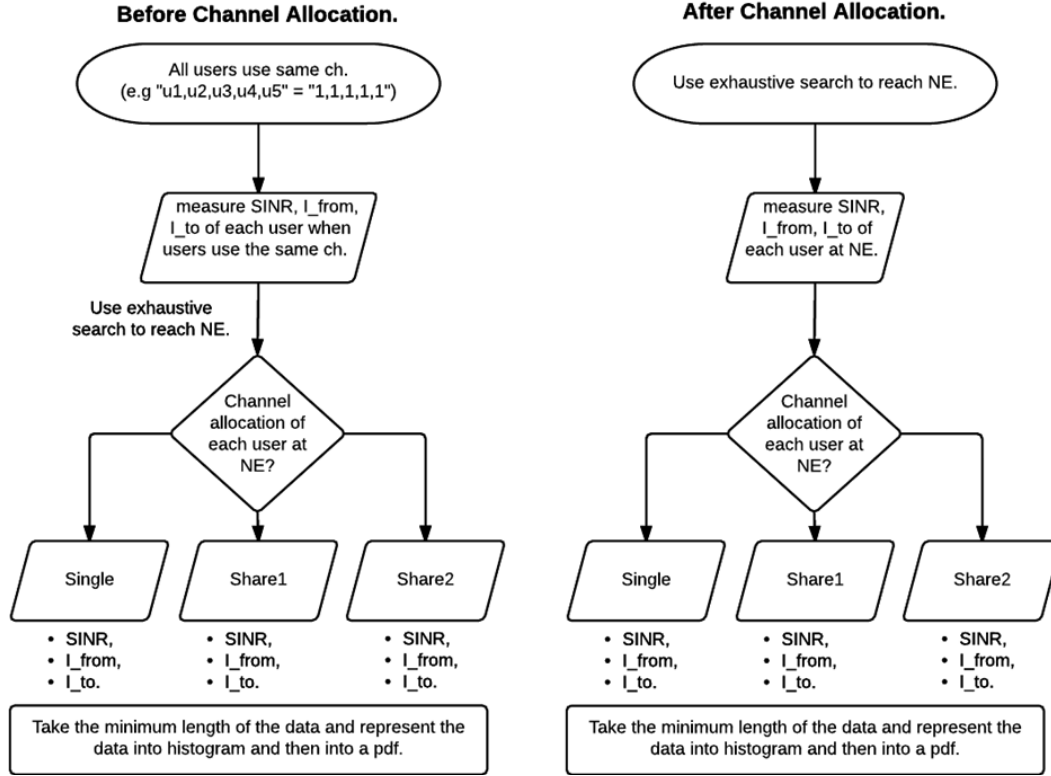 Before Channel Allocation.
All users use same ch.
(e.g "u1,u2,u3,u4,u5" = "1,1,1,1,1")
measure SINR, I_from,
I_to of each user when
users use the same ch.
Use exhaustive
search to reach NE.
Channel
allocation of
each user at
NE?
Single
Share1
Share2
• SINR,
• I_from,
• I_to.
• SINR,
• I_from,
• I_to.
• SINR,
• I_from,
• I_to.
Take the minimum length of the data and represent the
data into histogram and then into a pdf.
After Channel Allocation.
Use exhaustive search to reach NE.
measure SINR,
I_from, I_to of
each user at NE.
Channel
allocation of
each user at
NE?
Single
Share1
Share2
• SINR,
• I_from,
• I_to.
• SINR,
• I_from,
• I_to.
• SINR,
• I_from,
• I_to.
Take the minimum length of the data and represent the
data into histogram and then into a pdf.